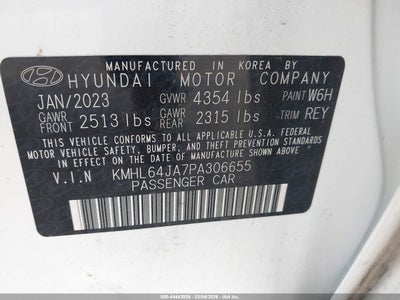 MANUFACTURED IN KOREA BY
HYUNDAI MOTOR COMPANY
JAN/2023 GVWR 4354 lbs PAINT W6H
GAWR FRONT 2513 lbs GAWR REAR 2315 lbs TRIM REY
THIS VEHICLE CONFORMS TO ALL APPLICABLE U.S.A. FEDERAL
MOTOR VEHICLE SAFETY, BUMPER, AND THEFT PREVENTION
STANDARDS IN EFFECT ON THE DATE OF MANUFACTURE SHOWN ABOVE.
V.I.N KMHL64JA7PA306655
PASSENGER CAR